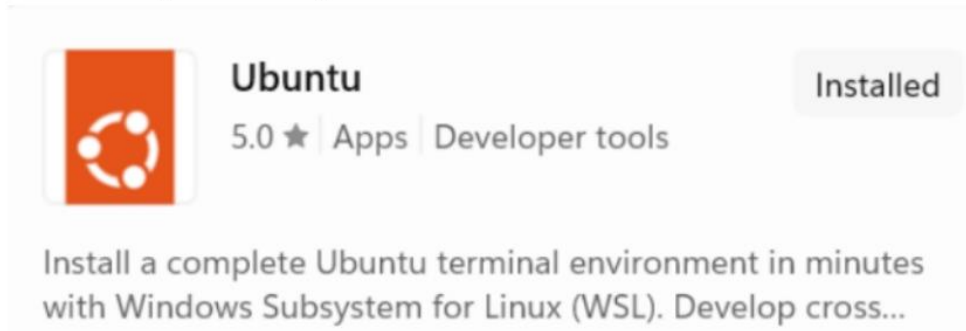 Ubuntu
Installed
5.0 ★ Apps Developer tools
Install a complete Ubuntu terminal environment in minutes
with Windows Subsystem for Linux (WSL). Develop cross...